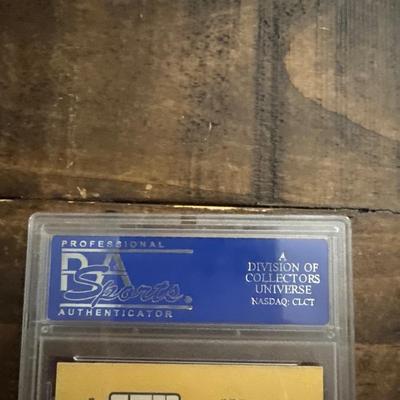 PROFESSIONAL
PSA
Sports®
AUTHENTICATOR
A
DIVISION OF
COLLECTORS
UNIVERSE
NASDAQ: CLCT